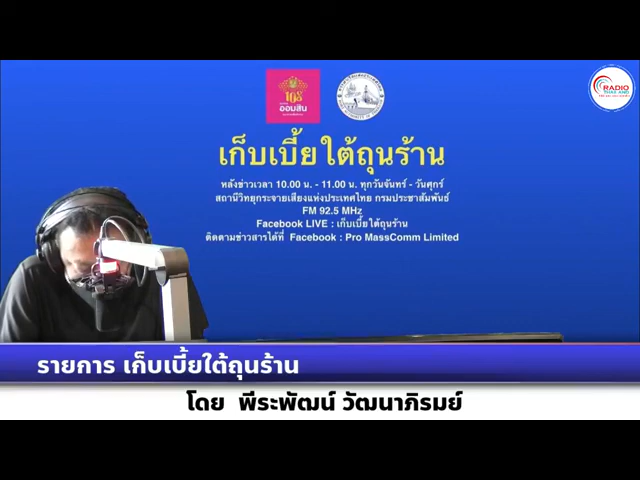 RADIO
THAILAND
108
ออมสิน
เก็บเบี้ยใต้ถุนร้าน
หลังข่าวเวลา 10.00 น. - 11.00 น. ทุกวันจันทร์ - วันศุกร์
สถานีวิทยุกระจายเสียงแห่งประเทศไทย กรมประชาสัมพันธ์
FM 92.5 MHz
Facebook LIVE : เก็บเบี้ยใต้ถุนร้าน
ติดตามข่าวสารได้ที่ Facebook : Pro MassComm Limited
รายการ เก็บเบี้ยใต้ถุนร้าน
โดย พีระพัฒน์ วัฒนาภิรมย์